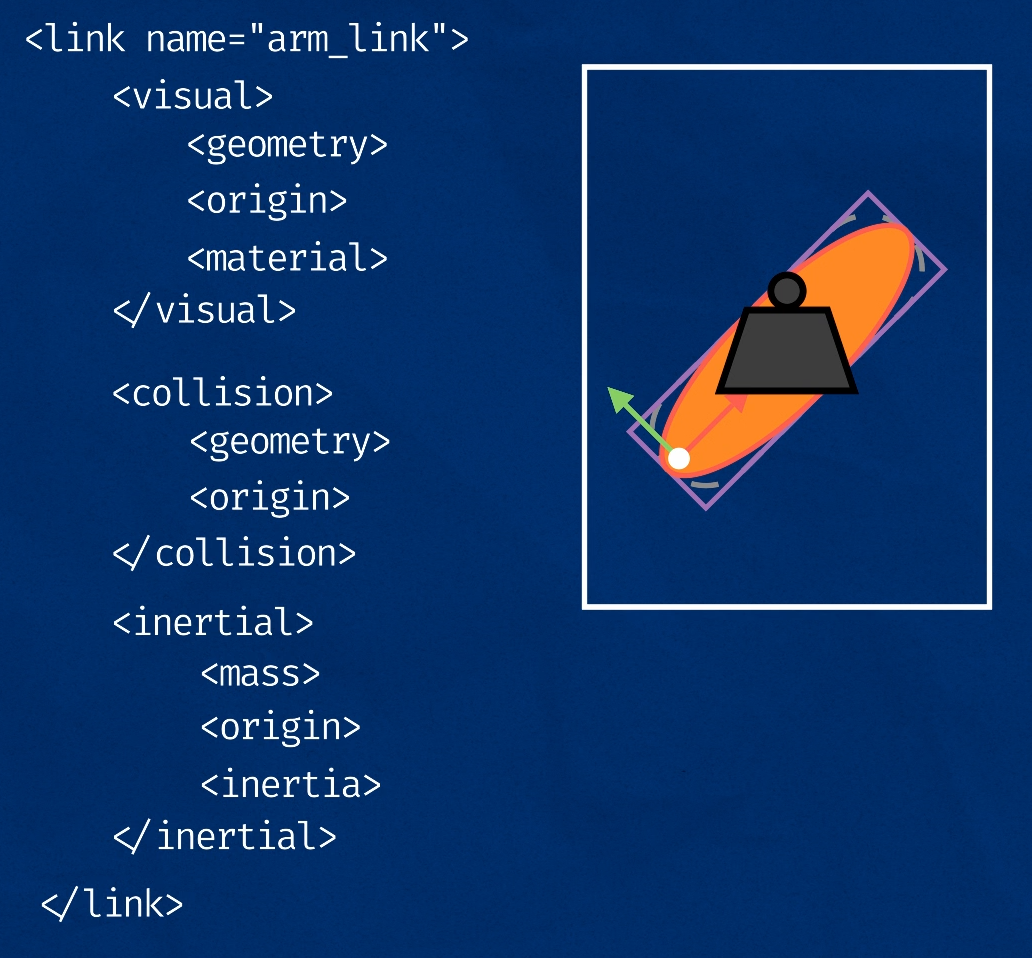 <link name="arm_link">
<visual>
<geometry>
<origin>
<material>
</visual>
<collision>
<geometry>
<origin>
</collision>
<inertial>
<mass>
<origin>
<inertia>
</inertial>
</link>